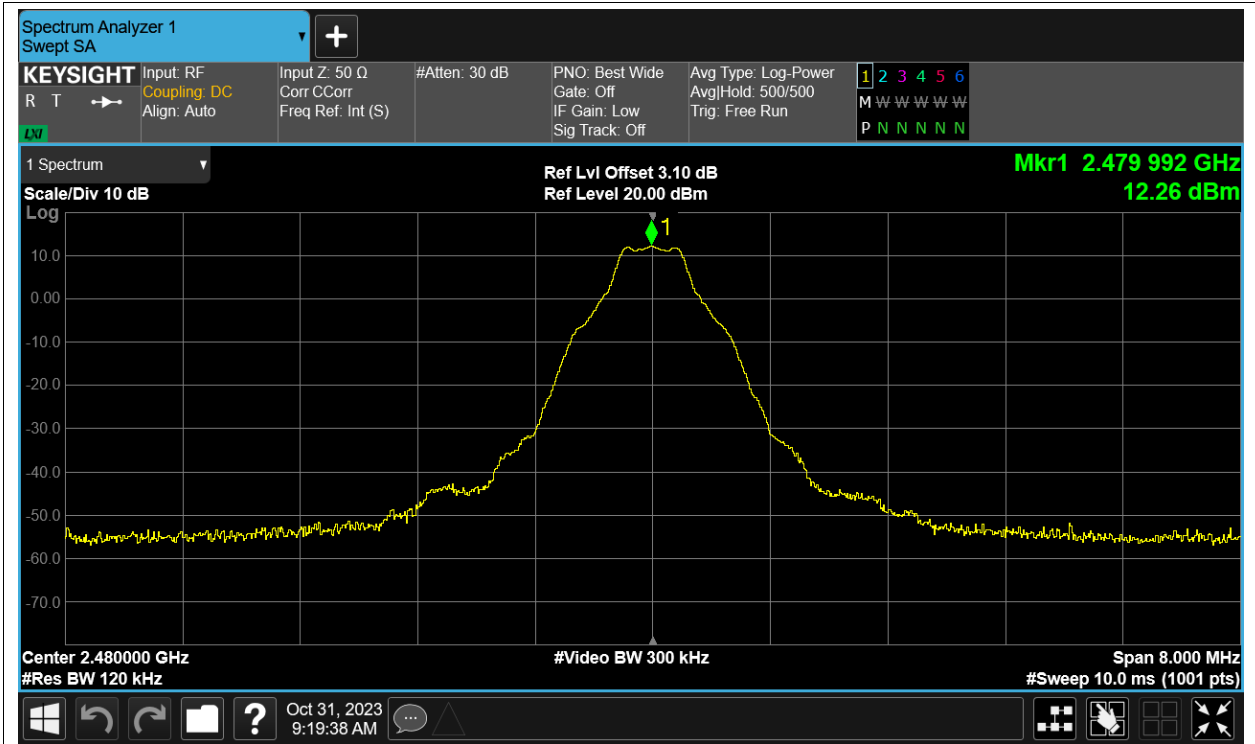 Spectrum Analyzer 1
Swept SA
KEYSIGHT
R T
LXI
Input: RF
Coupling: DC
Align: Auto
Input Z: 50 Ω
Corr CCorr
Freq Ref: Int (S)
#Atten: 30 dB
PNO: Best Wide
Gate: Off
IF Gain: Low
Sig Track: Off
Avg Type: Log-Power
Avg|Hold: 500/500
Trig: Free Run
1 2 3 4 5 6
M W W W W W
P N N N N N
1 Spectrum
Scale/Div 10 dB
Log
Ref Lvl Offset 3.10 dB
Ref Level 20.00 dBm
Mkr1 2.479 992 GHz
12.26 dBm
1
10.0
0.00
-10.0
-20.0
-30.0
-40.0
-50.0
-60.0
-70.0
Center 2.480000 GHz
#Res BW 120 kHz
#Video BW 300 kHz
Span 8.000 MHz
#Sweep 10.0 ms (1001 pts)
?
Oct 31, 2023
9:19:38 AM